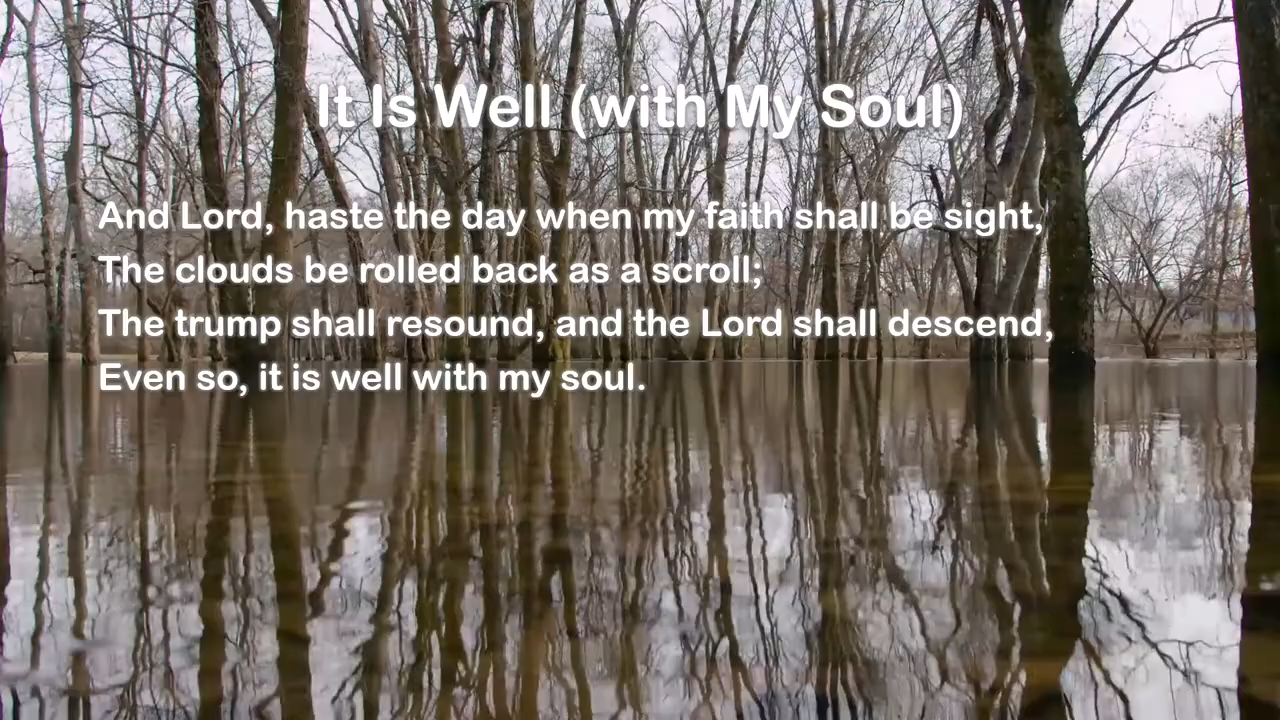 It Is Well (with My Soul)
And Lord, haste the day when my faith shall be sight,
The clouds be rolled back as a scroll;
The trump shall resound, and the Lord shall descend,
Even so, it is well with my soul.